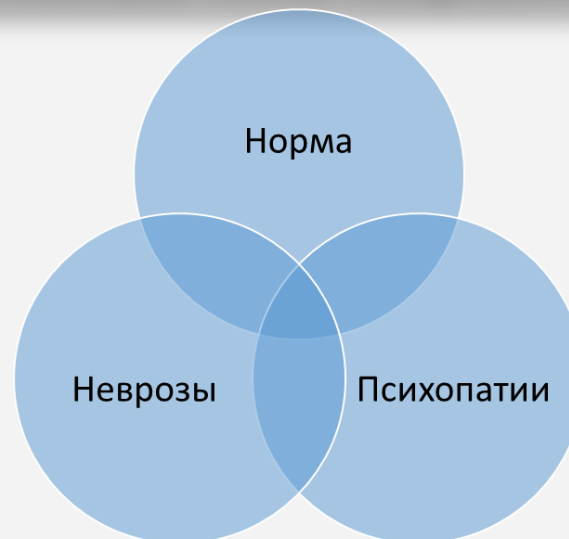 Норма
Неврозы
Психопатии